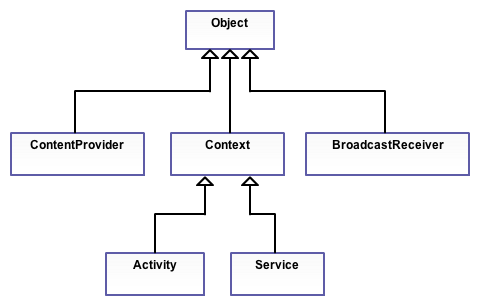 Object
ContentProvider
Context
BroadcastReceiver
Activity
Service